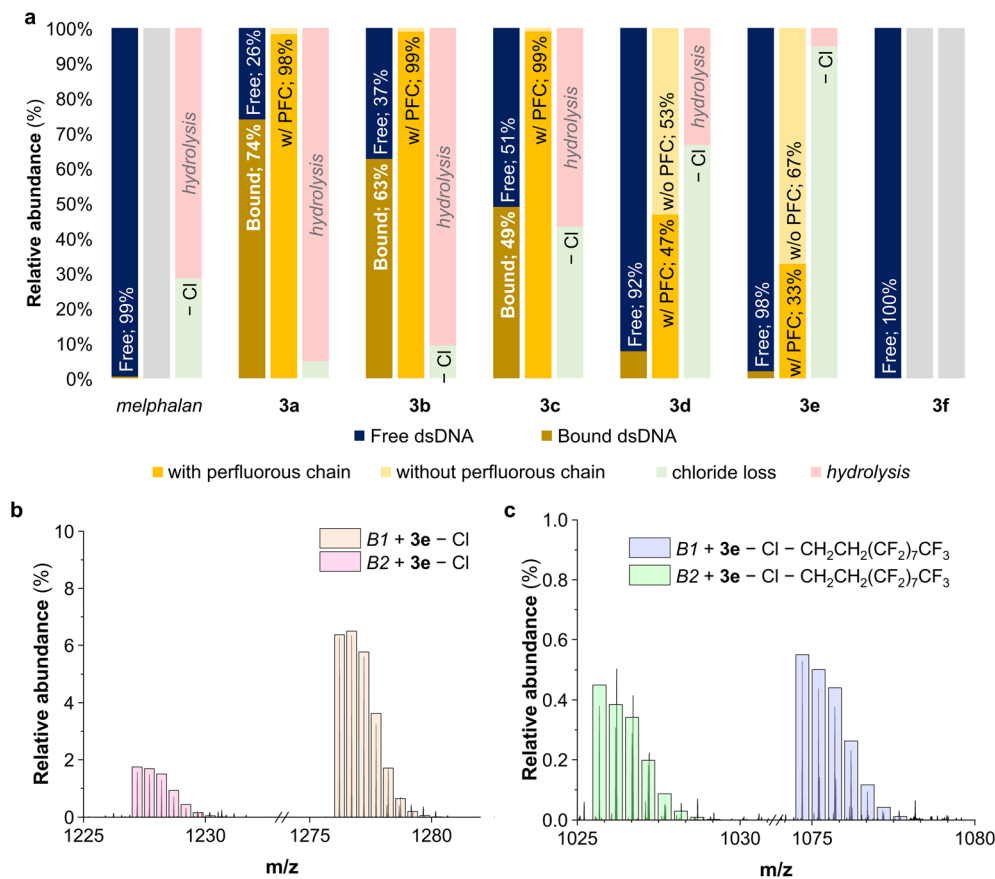 a
100%
90%
80%
70%
60%
50%
40%
30%
20%
10%
0%
Relative abundance (%)
Free; 99%
– Cl
hydrolysis
Bound; 74%
Free; 26%
w/ PFC; 98%
hydrolysis
Bound; 63%
Free; 37%
w/ PFC; 99%
– Cl
hydrolysis
Bound; 49%
Free; 51%
w/ PFC; 99%
– Cl
hydrolysis
Free; 92%
w/ PFC; 47%
w/o PFC; 53%
– Cl
hydrolysis
Free; 98%
w/ PFC; 33%
w/o PFC; 67%
– Cl
Free; 100%
melphalan 3a 3b 3c 3d 3e 3f
Free dsDNA Bound dsDNA
with perfluorous chain without perfluorous chain chloride loss hydrolysis
b
10
8
6
4
2
0
Relative abundance (%)
B1 + 3e – Cl
B2 + 3e – Cl
1225 1230 1275 1280
m/z
c
1.0
0.8
0.6
0.4
0.2
0.0
Relative abundance (%)
B1 + 3e – Cl – CH₂CH₂(CF₂)₇CF₃
B2 + 3e – Cl – CH₂CH₂(CF₂)₇CF₃
1025 1030 1075 1080
m/z